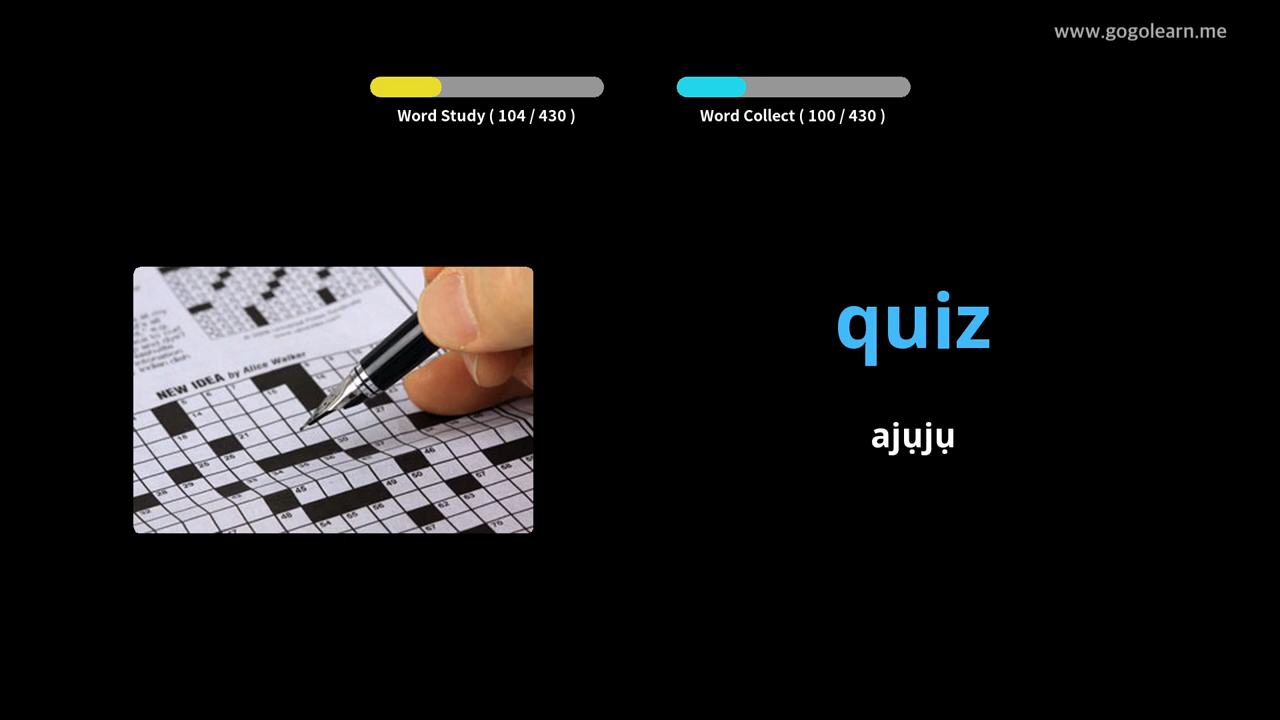 www.gogolearn.me
Word Study ( 104 / 430 )
Word Collect ( 100 / 430 )
NEW IDEA by Alice Walker
quiz
ajụjụ